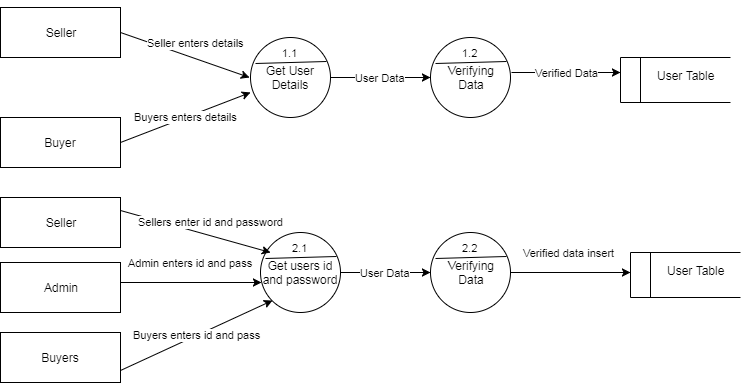 Seller
Seller enters details
1.1
Get User
Details
User Data
1.2
Verifying
Data
Verified Data
User Table
Buyers enters details
Buyer
Seller
Sellers enter id and password
Admin enters id and pass
Admin
2.1
Get users id
and password
User Data
2.2
Verifying
Data
Verified data insert
User Table
Buyers enters id and pass
Buyers